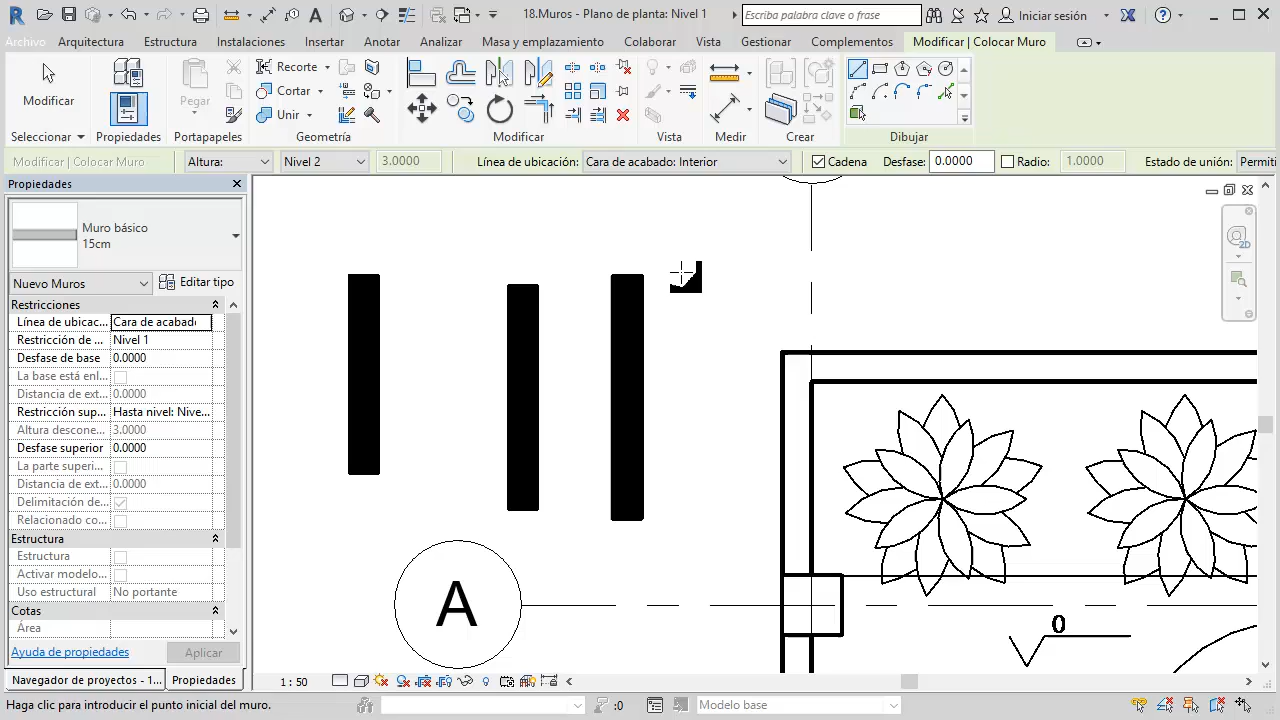 18.Muros - Plano de planta: Nivel 1
Escriba palabra clave o frase
Iniciar sesión
Archivo Arquitectura Estructura Instalaciones Insertar Anotar Analizar Masa y emplazamiento Colaborar Vista Gestionar Complementos Modificar | Colocar Muro
Modificar
Pegar
Recorte
Cortar
Unir
Seleccionar Propiedades Portapapeles Geometría Modificar Vista Medir Crear Dibujar
Modificar | Colocar Muro Altura: Nivel 2 3.0000 Línea de ubicación: Cara de acabado: Interior Cadena Desfase: 0.0000 Radio: 1.0000 Estado de unión: Permiti
Propiedades
Muro básico
15cm
Nuevo Muros Editar tipo
Restricciones
Línea de ubicac... Cara de acabado
Restricción de ... Nivel 1
Desfase de base 0.0000
La base está enl...
Distancia de ext... 0.0000
Restricción sup... Hasta nivel: Nive...
Altura descone... 3.0000
Desfase superior 0.0000
La parte superi...
Distancia de ext... 0.0000
Delimitación de...
Relacionado co...
Estructura
Estructura
Activar modelo...
Uso estructural No portante
Cotas
Área
Ayuda de propiedades Aplicar
Navegador de proyectos - 1... Propiedades
2D
A
0
1 : 50
Haga clic para introducir el punto inicial del muro.
:0
Modelo base